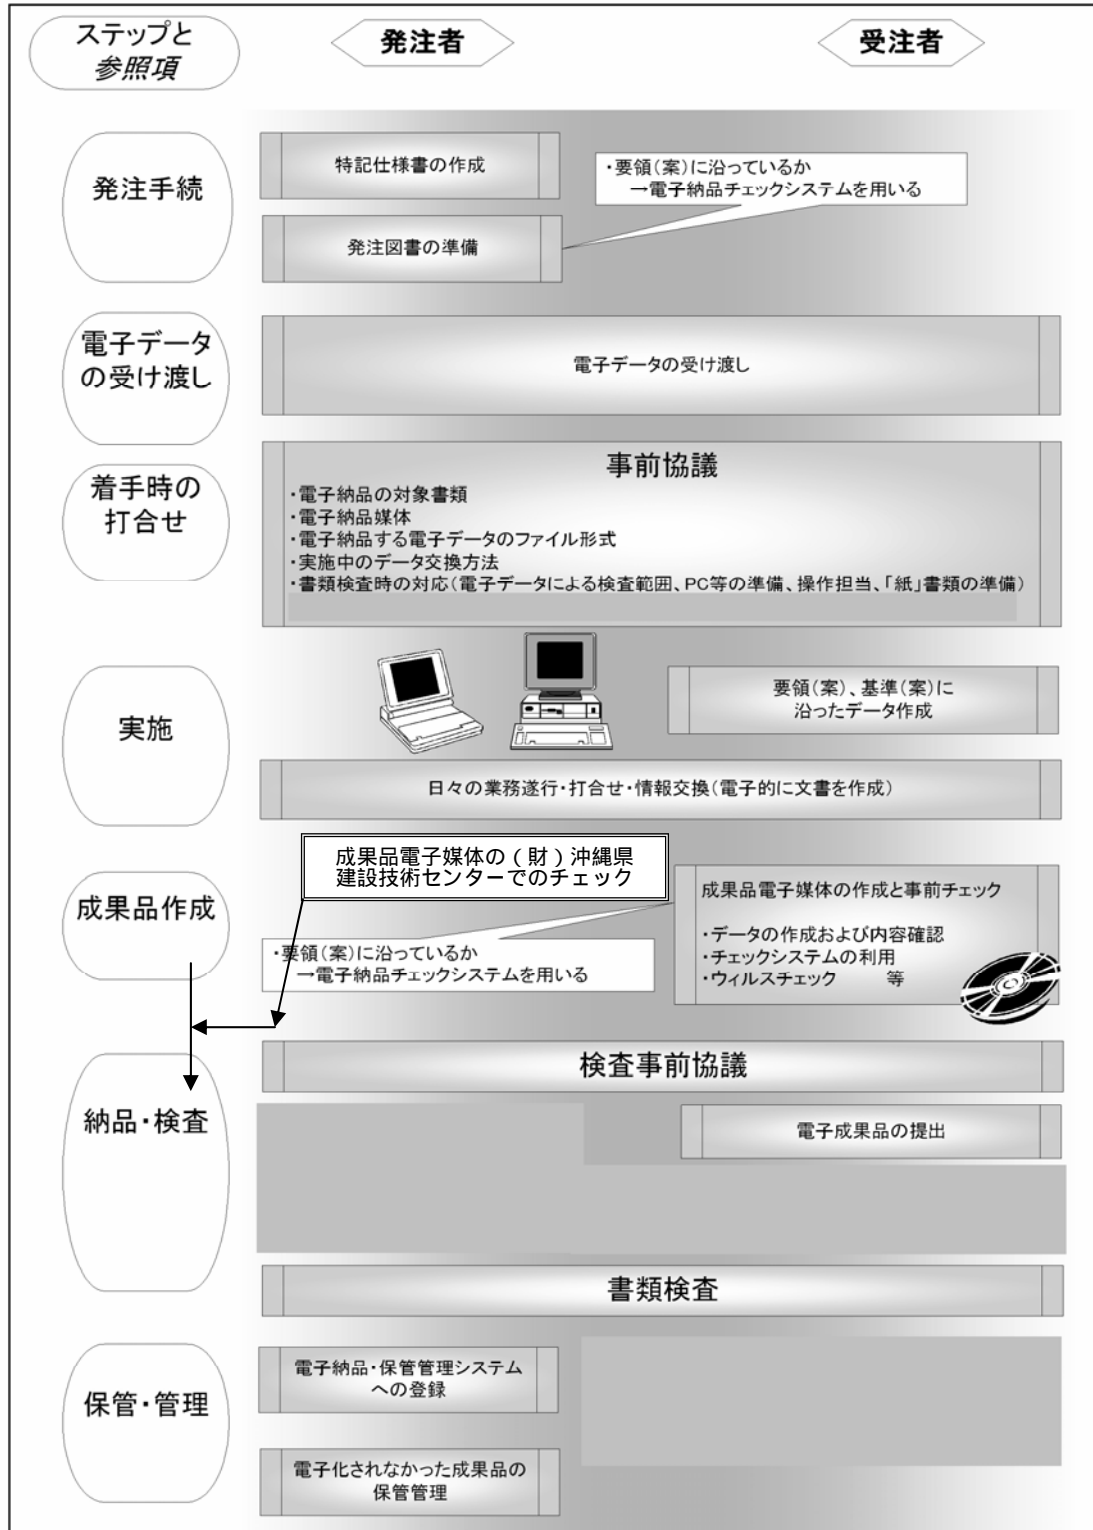 ステップと
参照項
発注者
受注者
発注手続
特記仕様書の作成
・要領（案）に沿っているか
→電子納品チェックシステムを用いる
発注図書の準備
電子データ
の受け渡し
電子データの受け渡し
着手時の
打合せ
事前協議
・電子納品の対象書類
・電子納品媒体
・電子納品する電子データのファイル形式
・実施中のデータ交換方法
・書類検査時の対応（電子データによる検査範囲、PC等の準備、操作担当、「紙」書類の準備）
実施
要領（案）、基準（案）に
沿ったデータ作成
日々の業務遂行・打合せ・情報交換（電子的に文書を作成）
成果品電子媒体の（財）沖縄県
建設技術センターでのチェック
成果品作成
成果品電子媒体の作成と事前チェック
・データの作成および内容確認
・チェックシステムの利用
・ウィルスチェック　　等
・要領（案）に沿っているか
→電子納品チェックシステムを用いる
検査事前協議
納品・検査
電子成果品の提出
書類検査
保管・管理
電子納品・保管管理システム
への登録
電子化されなかった成果品の
保管管理